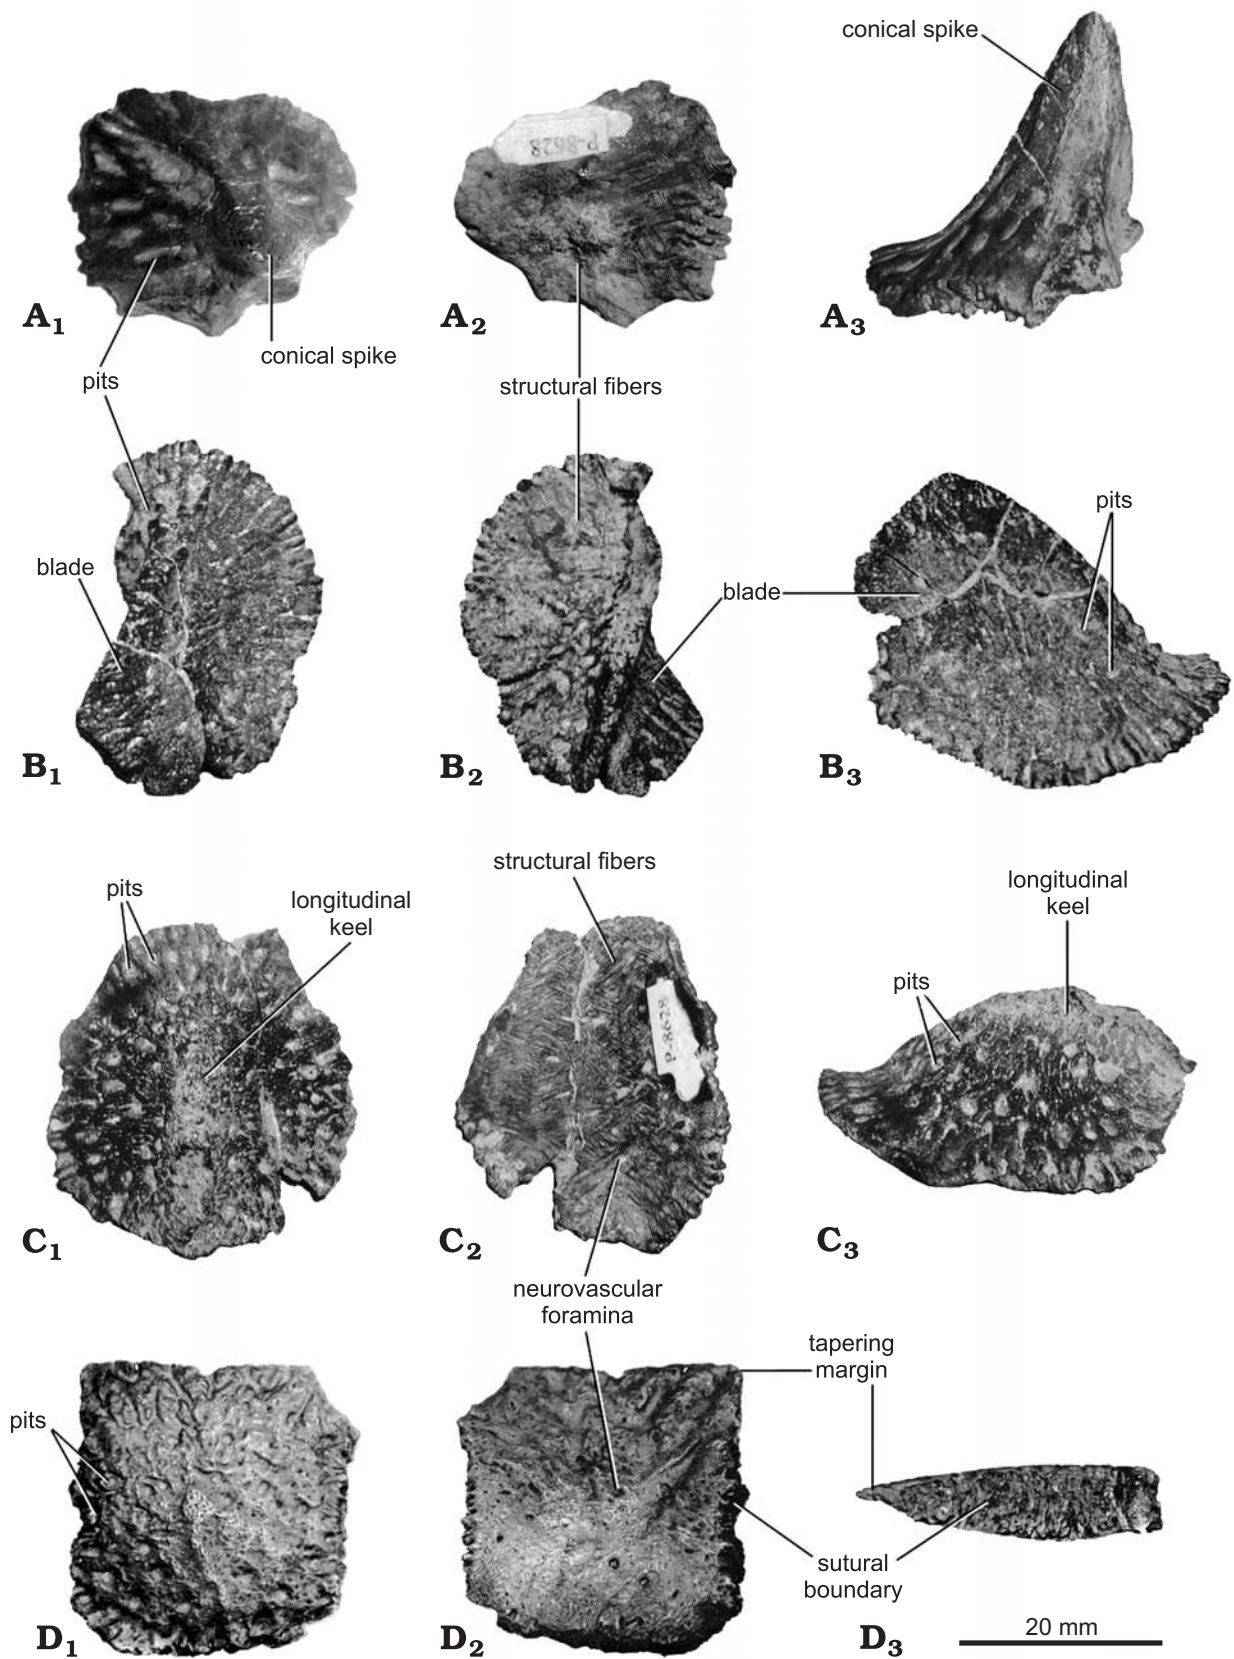 conical spike
P-8628
A1
A2
A3
conical spike
pits
structural fibers
pits
blade
blade
B1
B2
B3
structural fibers
longitudinal
keel
pits
longitudinal
keel
pits
P-8628
C1
C2
C3
neurovascular
foramina
tapering
margin
pits
sutural
boundary
20 mm
D1
D2
D3